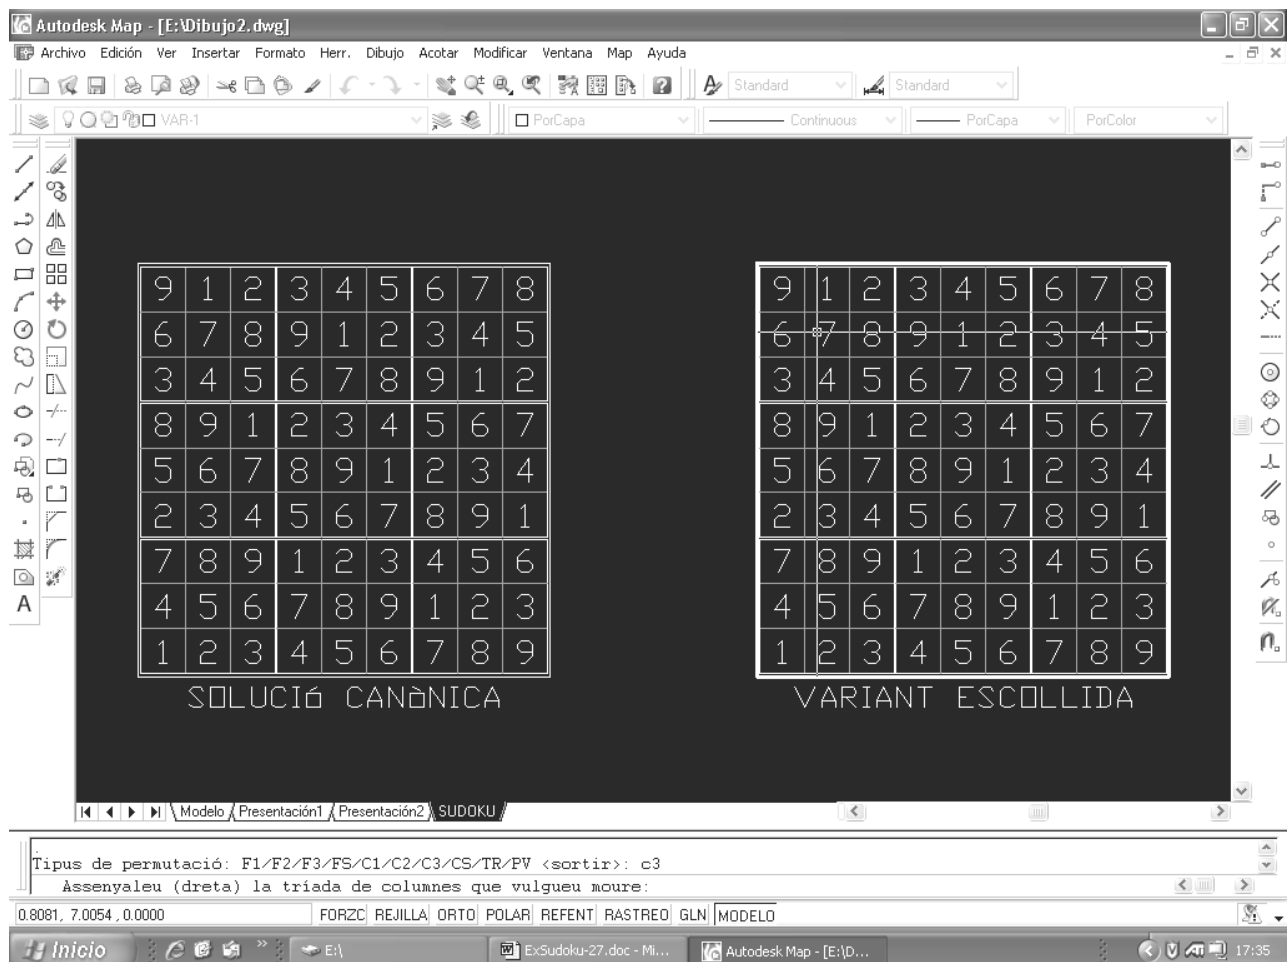 Autodesk Map - [E:\Dibujo2.dwg]
Archivo Edición Ver Insertar Formato Herr. Dibujo Acotar Modificar Ventana Map Ayuda
Standard Standard
VAR-1 PorCapa Continuous PorCapa PorColor
9 1 2 3 4 5 6 7 8
6 7 8 9 1 2 3 4 5
3 4 5 6 7 8 9 1 2
8 9 1 2 3 4 5 6 7
5 6 7 8 9 1 2 3 4
2 3 4 5 6 7 8 9 1
7 8 9 1 2 3 4 5 6
4 5 6 7 8 9 1 2 3
1 2 3 4 5 6 7 8 9
SOLUCIó CANòNICA
9 1 2 3 4 5 6 7 8
6 7 8 9 1 2 3 4 5
3 4 5 6 7 8 9 1 2
8 9 1 2 3 4 5 6 7
5 6 7 8 9 1 2 3 4
2 3 4 5 6 7 8 9 1
7 8 9 1 2 3 4 5 6
4 5 6 7 8 9 1 2 3
1 2 3 4 5 6 7 8 9
VARIANT ESCOLLIDA
Modelo Presentación1 Presentación2 SUDOKU
Tipus de permutació: F1/F2/F3/FS/C1/C2/C3/CS/TR/PV <sortir>: c3
Assenyaleu (dreta) la tríada de columnes que vulgueu moure:
0.8081, 7.0054, 0.0000 FORZC REJILLA ORTO POLAR REFENT RASTREO GLN MODELO
Inicio E:\ ExSudoku-27.doc - Mi... Autodesk Map - [E:\D... 17:35